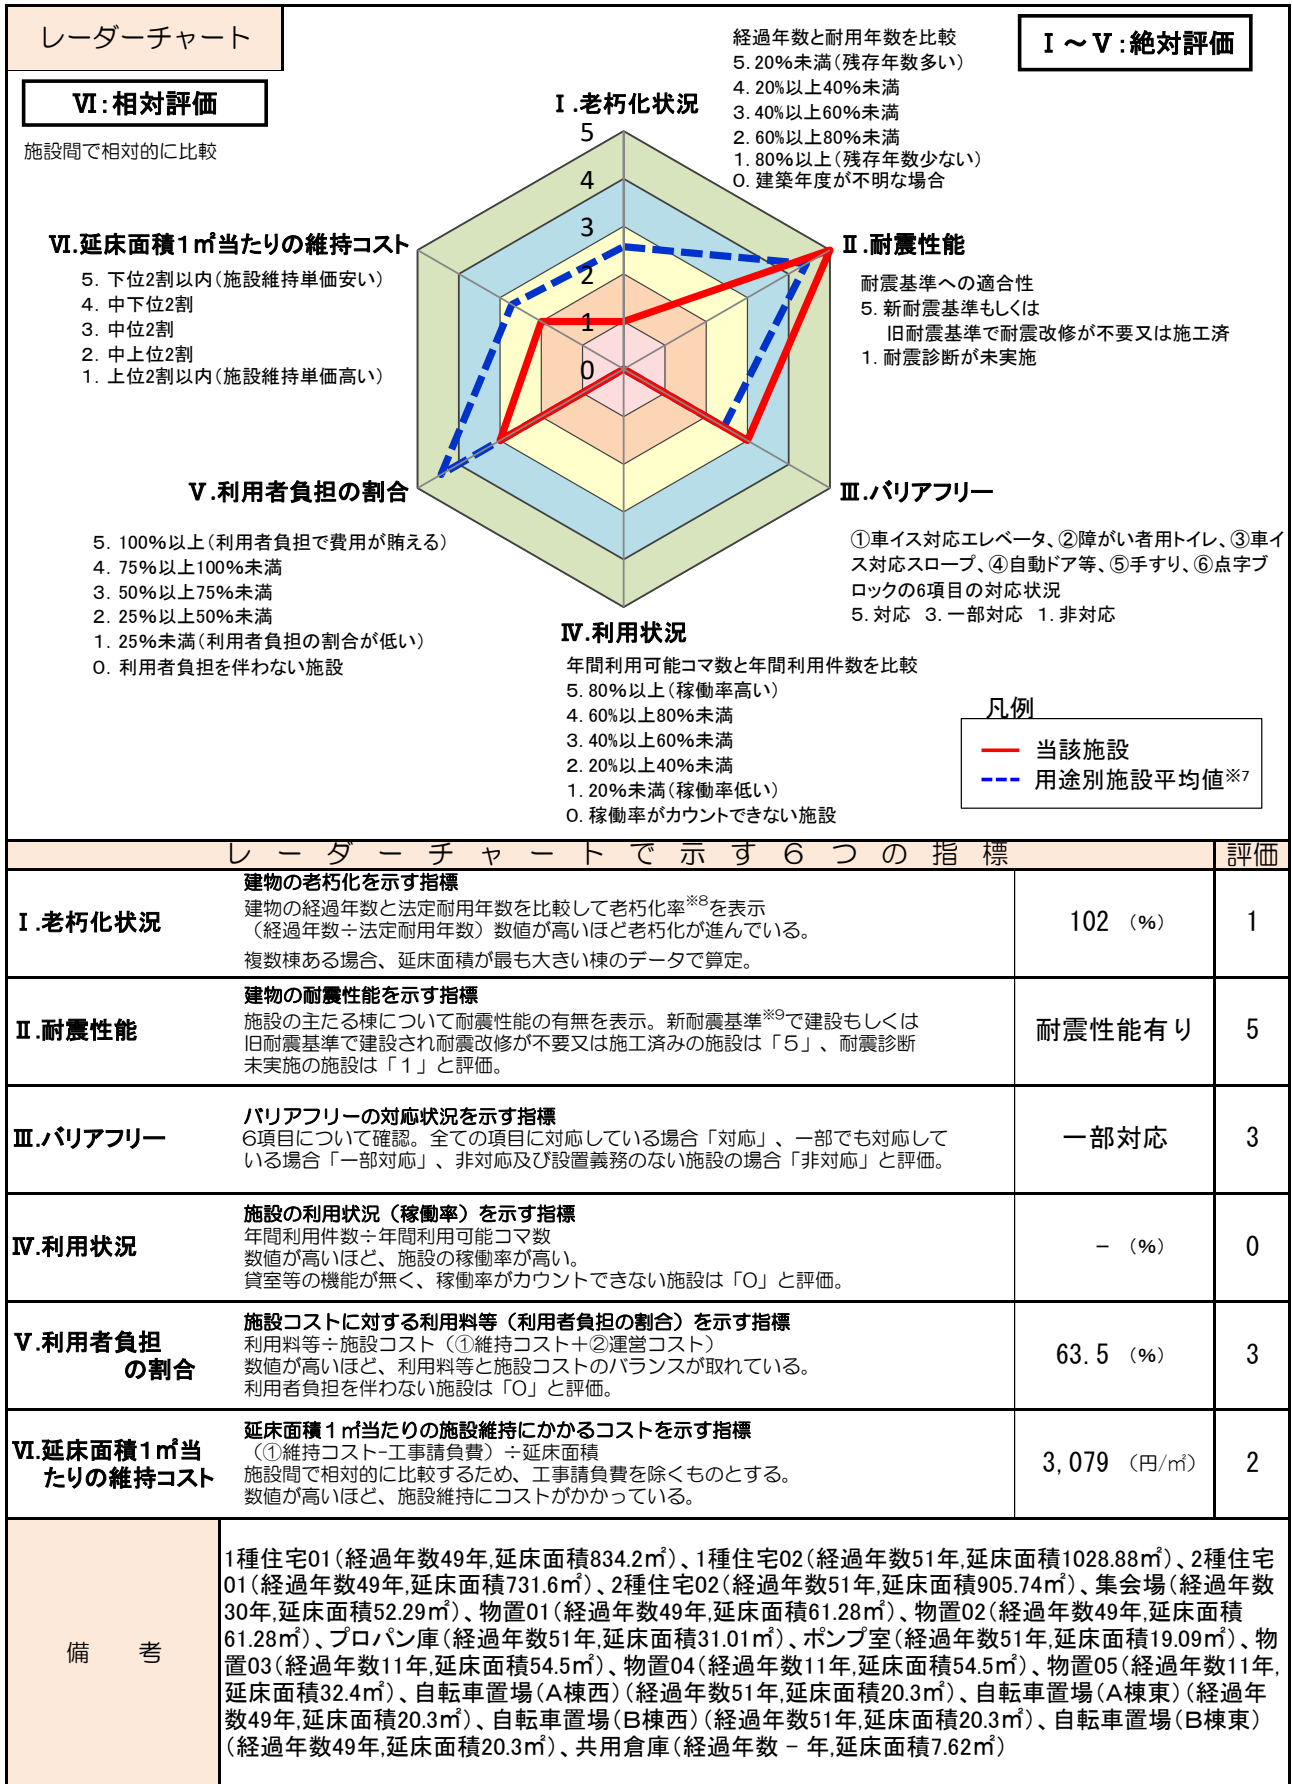 レーダーチャート
Ⅵ：相対評価
施設間で相対的に比較
Ⅰ～Ⅴ：絶対評価
Ⅰ.老朽化状況
経過年数と耐用年数を比較
5. 20%未満（残存年数多い）
4. 20%以上40%未満
3. 40%以上60%未満
2. 60%以上80%未満
1. 80%以上（残存年数少ない）
0. 建築年度が不明な場合
5
4
3
2
1
0
Ⅱ.耐震性能
耐震基準への適合性
5. 新耐震基準もしくは
旧耐震基準で耐震改修が不要又は施工済
1. 耐震診断が未実施
Ⅵ.延床面積1㎡当たりの維持コスト
5. 下位2割以内（施設維持単価安い）
4. 中下位2割
3. 中位2割
2. 中上位2割
1. 上位2割以内（施設維持単価高い）
Ⅴ.利用者負担の割合
5. 100%以上（利用者負担で費用が賄える）
4. 75%以上100%未満
3. 50%以上75%未満
2. 25%以上50%未満
1. 25%未満（利用者負担の割合が低い）
0. 利用者負担を伴わない施設
Ⅲ.バリアフリー
①車イス対応エレベータ、②障がい者用トイレ、③車イ
ス対応スロープ、④自動ドア等、⑤手すり、⑥点字ブ
ロックの6項目の対応状況
5. 対応 3. 一部対応 1. 非対応
Ⅳ.利用状況
年間利用可能コマ数と年間利用件数を比較
5. 80%以上（稼働率高い）
4. 60%以上80%未満
3. 40%以上60%未満
2. 20%以上40%未満
1. 20%未満（稼働率低い）
0. 稼働率がカウントできない施設
凡例
当該施設
用途別施設平均値※7
レーダーチャートで示す６つの指標 評価
Ⅰ.老朽化状況
建物の老朽化を示す指標
建物の経過年数と法定耐用年数を比較して老朽化率※8を表示
（経過年数÷法定耐用年数）数値が高いほど老朽化が進んでいる。
複数棟ある場合、延床面積が最も大きい棟のデータで算定。
102 （%） 1
Ⅱ.耐震性能
建物の耐震性能を示す指標
施設の主たる棟について耐震性能の有無を表示。新耐震基準※9で建設もしくは
旧耐震基準で建設され耐震改修が不要又は施工済みの施設は「５」、耐震診断
未実施の施設は「１」と評価。
耐震性能有り 5
Ⅲ.バリアフリー
バリアフリーの対応状況を示す指標
6項目について確認。全ての項目に対応している場合「対応」、一部でも対応して
いる場合「一部対応」、非対応及び設置義務のない施設の場合「非対応」と評価。
一部対応 3
Ⅳ.利用状況
施設の利用状況（稼働率）を示す指標
年間利用件数÷年間利用可能コマ数
数値が高いほど、施設の稼働率が高い。
貸室等の機能が無く、稼働率がカウントできない施設は「0」と評価。
－ （%） 0
Ⅴ.利用者負担
の割合
施設コストに対する利用料等（利用者負担の割合）を示す指標
利用料等÷施設コスト（①維持コスト+②運営コスト）
数値が高いほど、利用料等と施設コストのバランスが取れている。
利用者負担を伴わない施設は「0」と評価。
63.5 （%） 3
Ⅵ.延床面積1㎡当
たりの維持コスト
延床面積１㎡当たりの施設維持にかかるコストを示す指標
（①維持コスト-工事請負費）÷延床面積
施設間で相対的に比較するため、工事請負費を除くものとする。
数値が高いほど、施設維持にコストがかかっている。
3,079 （円/㎡） 2
備考
1種住宅01（経過年数49年,延床面積834.2㎡）、1種住宅02（経過年数51年,延床面積1028.88㎡）、2種住宅
01（経過年数49年,延床面積731.6㎡）、2種住宅02（経過年数51年,延床面積905.74㎡）、集会場（経過年数
30年,延床面積52.29㎡）、物置01（経過年数49年,延床面積61.28㎡）、物置02（経過年数49年,延床面積
61.28㎡）、プロパン庫（経過年数51年,延床面積31.01㎡）、ポンプ室（経過年数51年,延床面積19.09㎡）、物
置03（経過年数11年,延床面積54.5㎡）、物置04（経過年数11年,延床面積54.5㎡）、物置05（経過年数11年,
延床面積32.4㎡）、自転車置場（A棟西）（経過年数51年,延床面積20.3㎡）、自転車置場（A棟東）（経過年
数49年,延床面積20.3㎡）、自転車置場（B棟西）（経過年数51年,延床面積20.3㎡）、自転車置場（B棟東）
（経過年数49年,延床面積20.3㎡）、共用倉庫（経過年数 － 年,延床面積7.62㎡）